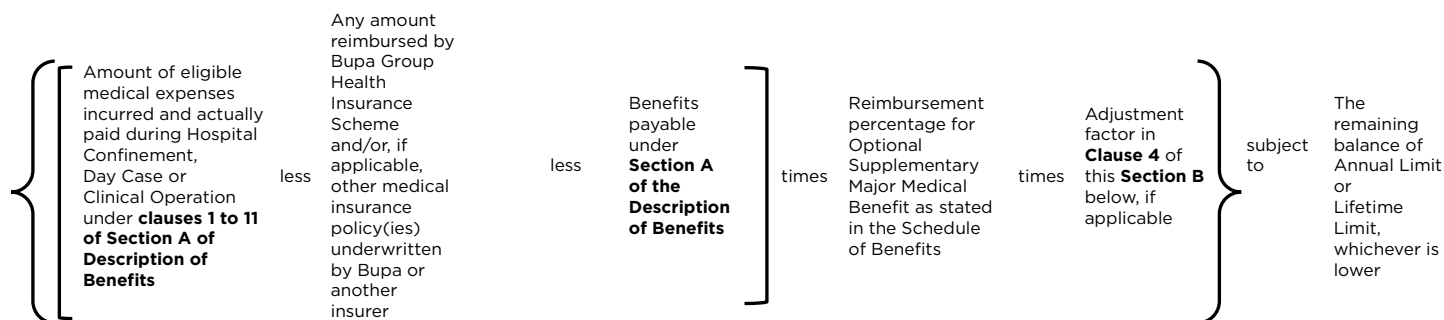 Amount of eligible
medical expenses
incurred and actually
paid during Hospital
Confinement,
Day Case or
Clinical Operation
under clauses 1 to 11
of Section A of
Description of
Benefits
less
Any amount
reimbursed by
Bupa Group
Health
Insurance
Scheme
and/or, if
applicable,
other medical
insurance
policy(ies)
underwritten
by Bupa or
another
insurer
less
Benefits
payable
under
Section A
of the
Description
of Benefits
times
Reimbursement
percentage for
Optional
Supplementary
Major Medical
Benefit as stated
in the Schedule
of Benefits
times
Adjustment
factor in
Clause 4 of
this Section B
below, if
applicable
subject
to
The
remaining
balance of
Annual Limit
or
Lifetime
Limit,
whichever is
lower